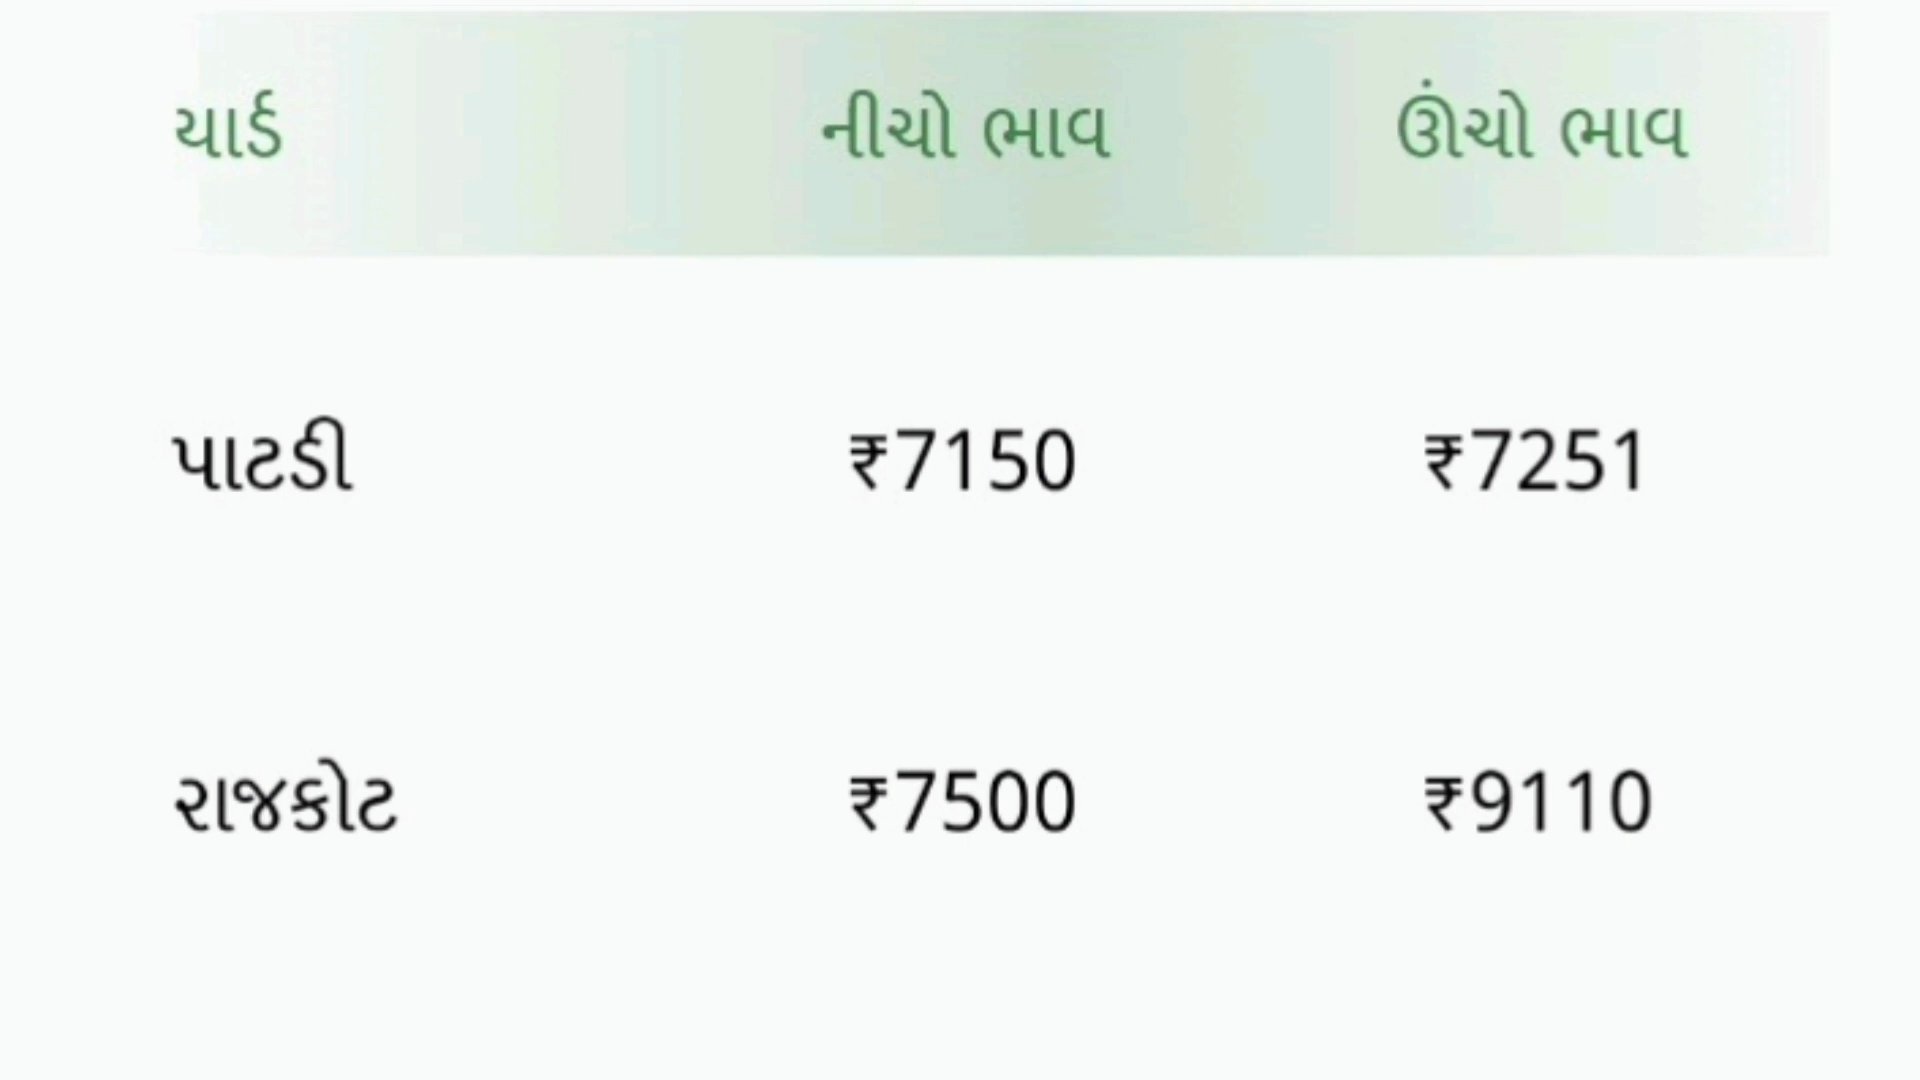 યાર્ડ નીચો ભાવ ઊંચો ભાવ
પાટડી ₹7150 ₹7251
રાજકોટ ₹7500 ₹9110